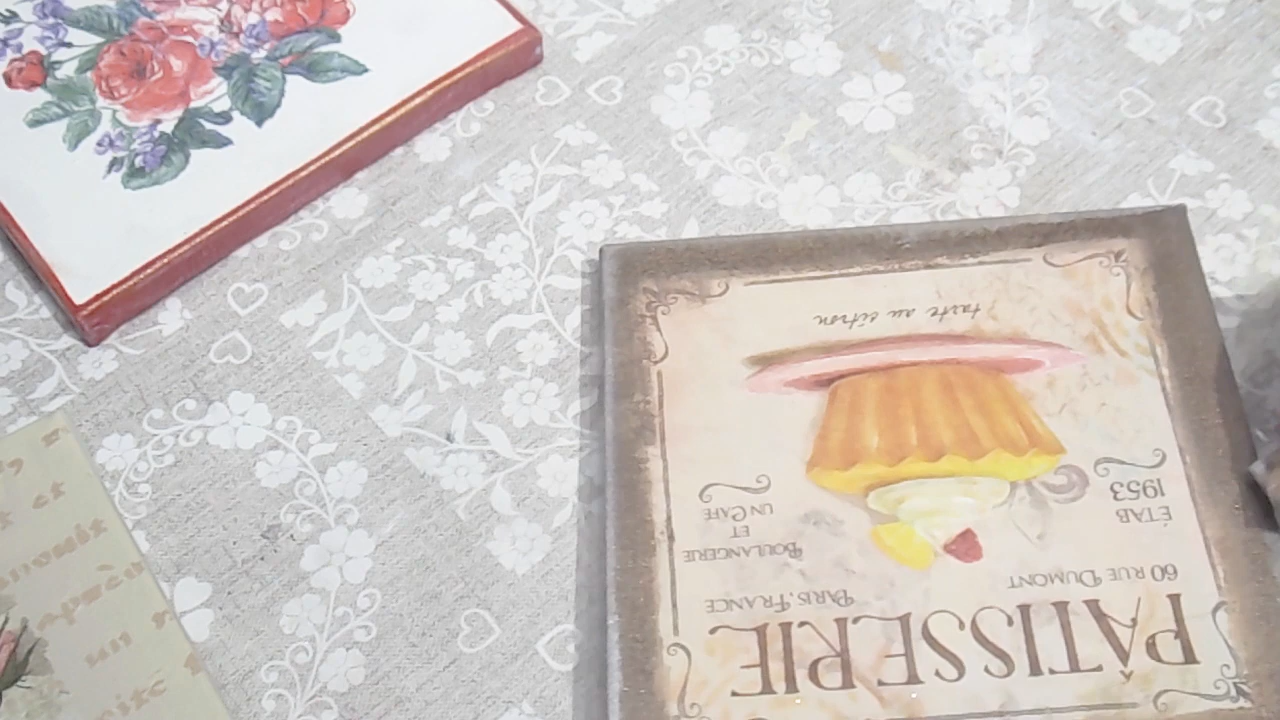 PÂTISSERIE
60 RUE DUMONT
PARIS, FRANCE
ÉTAB
1953
BOULANGERIE
ET
UN CAFE
tarte au citron